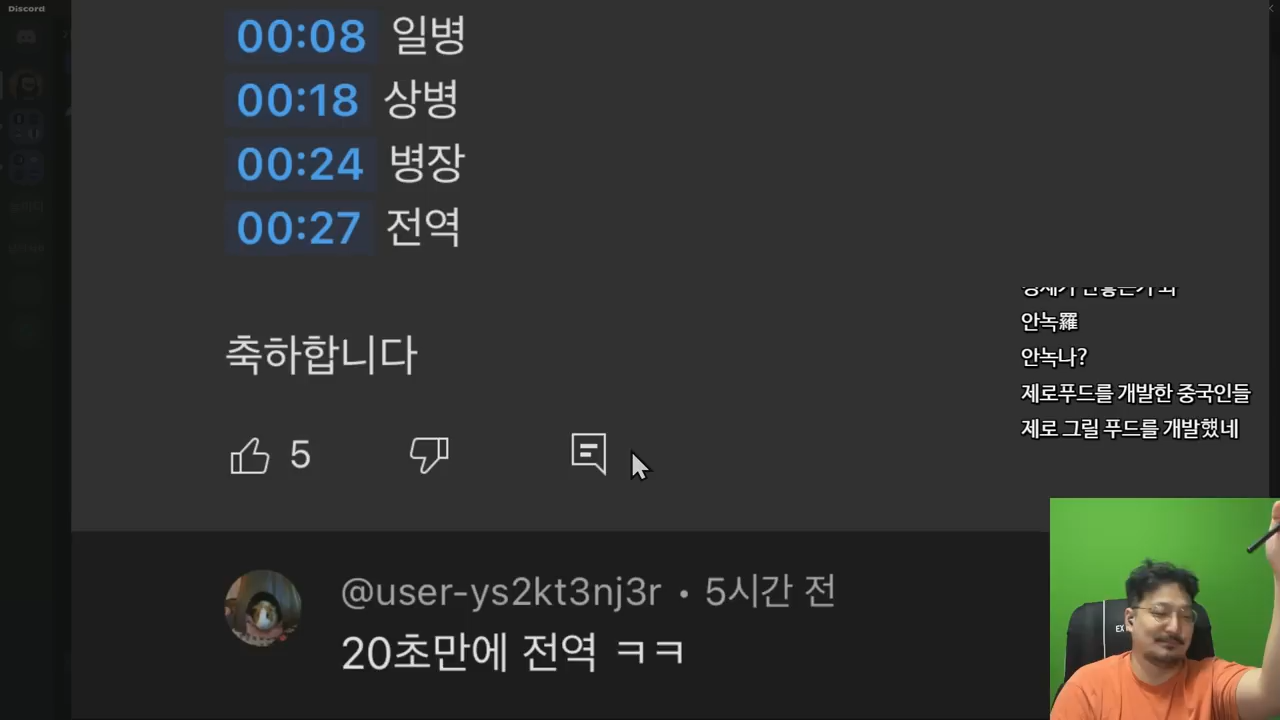 Discord
00:08 일병
00:18 상병
00:24 병장
00:27 전역
축하합니다
5
안녹羅
안녹나?
제로푸드를 개발한 중국인들
제로 그릴 푸드를 개발했네
@user-ys2kt3nj3r • 5시간 전
20초만에 전역 ㅋㅋ